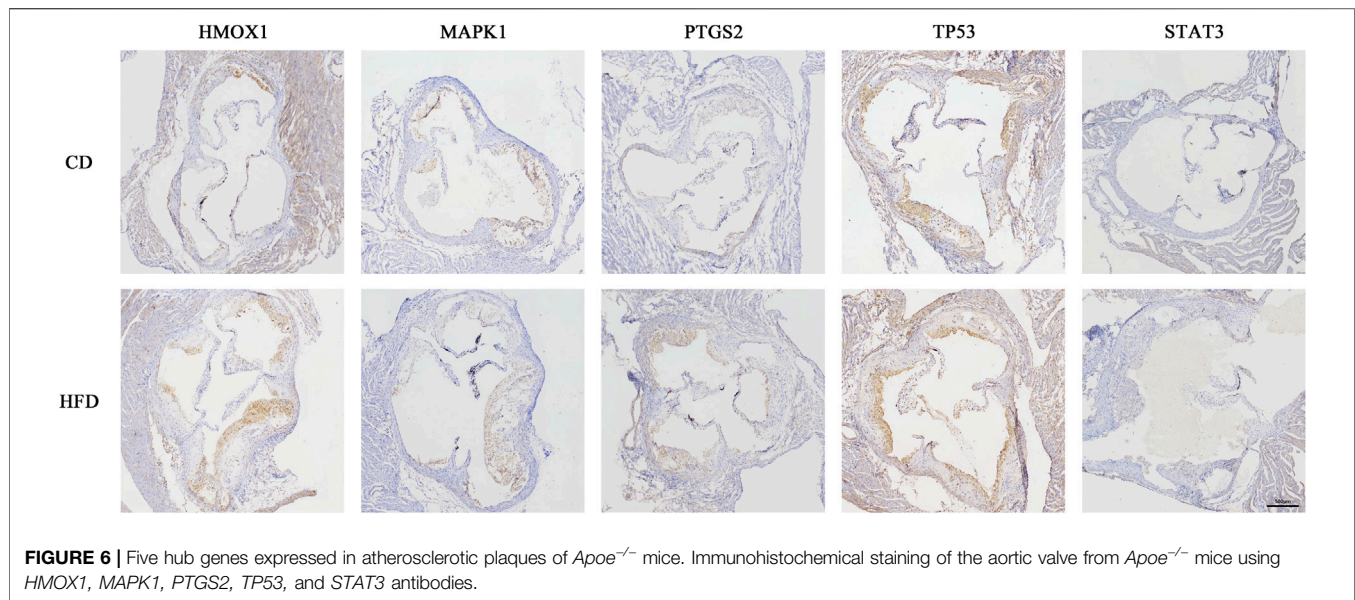 HMOX1 MAPK1 PTGS2 TP53 STAT3
CD
HFD
500μm
FIGURE 6 | Five hub genes expressed in atherosclerotic plaques of Apoe−/− mice. Immunohistochemical staining of the aortic valve from Apoe−/− mice using
HMOX1, MAPK1, PTGS2, TP53, and STAT3 antibodies.